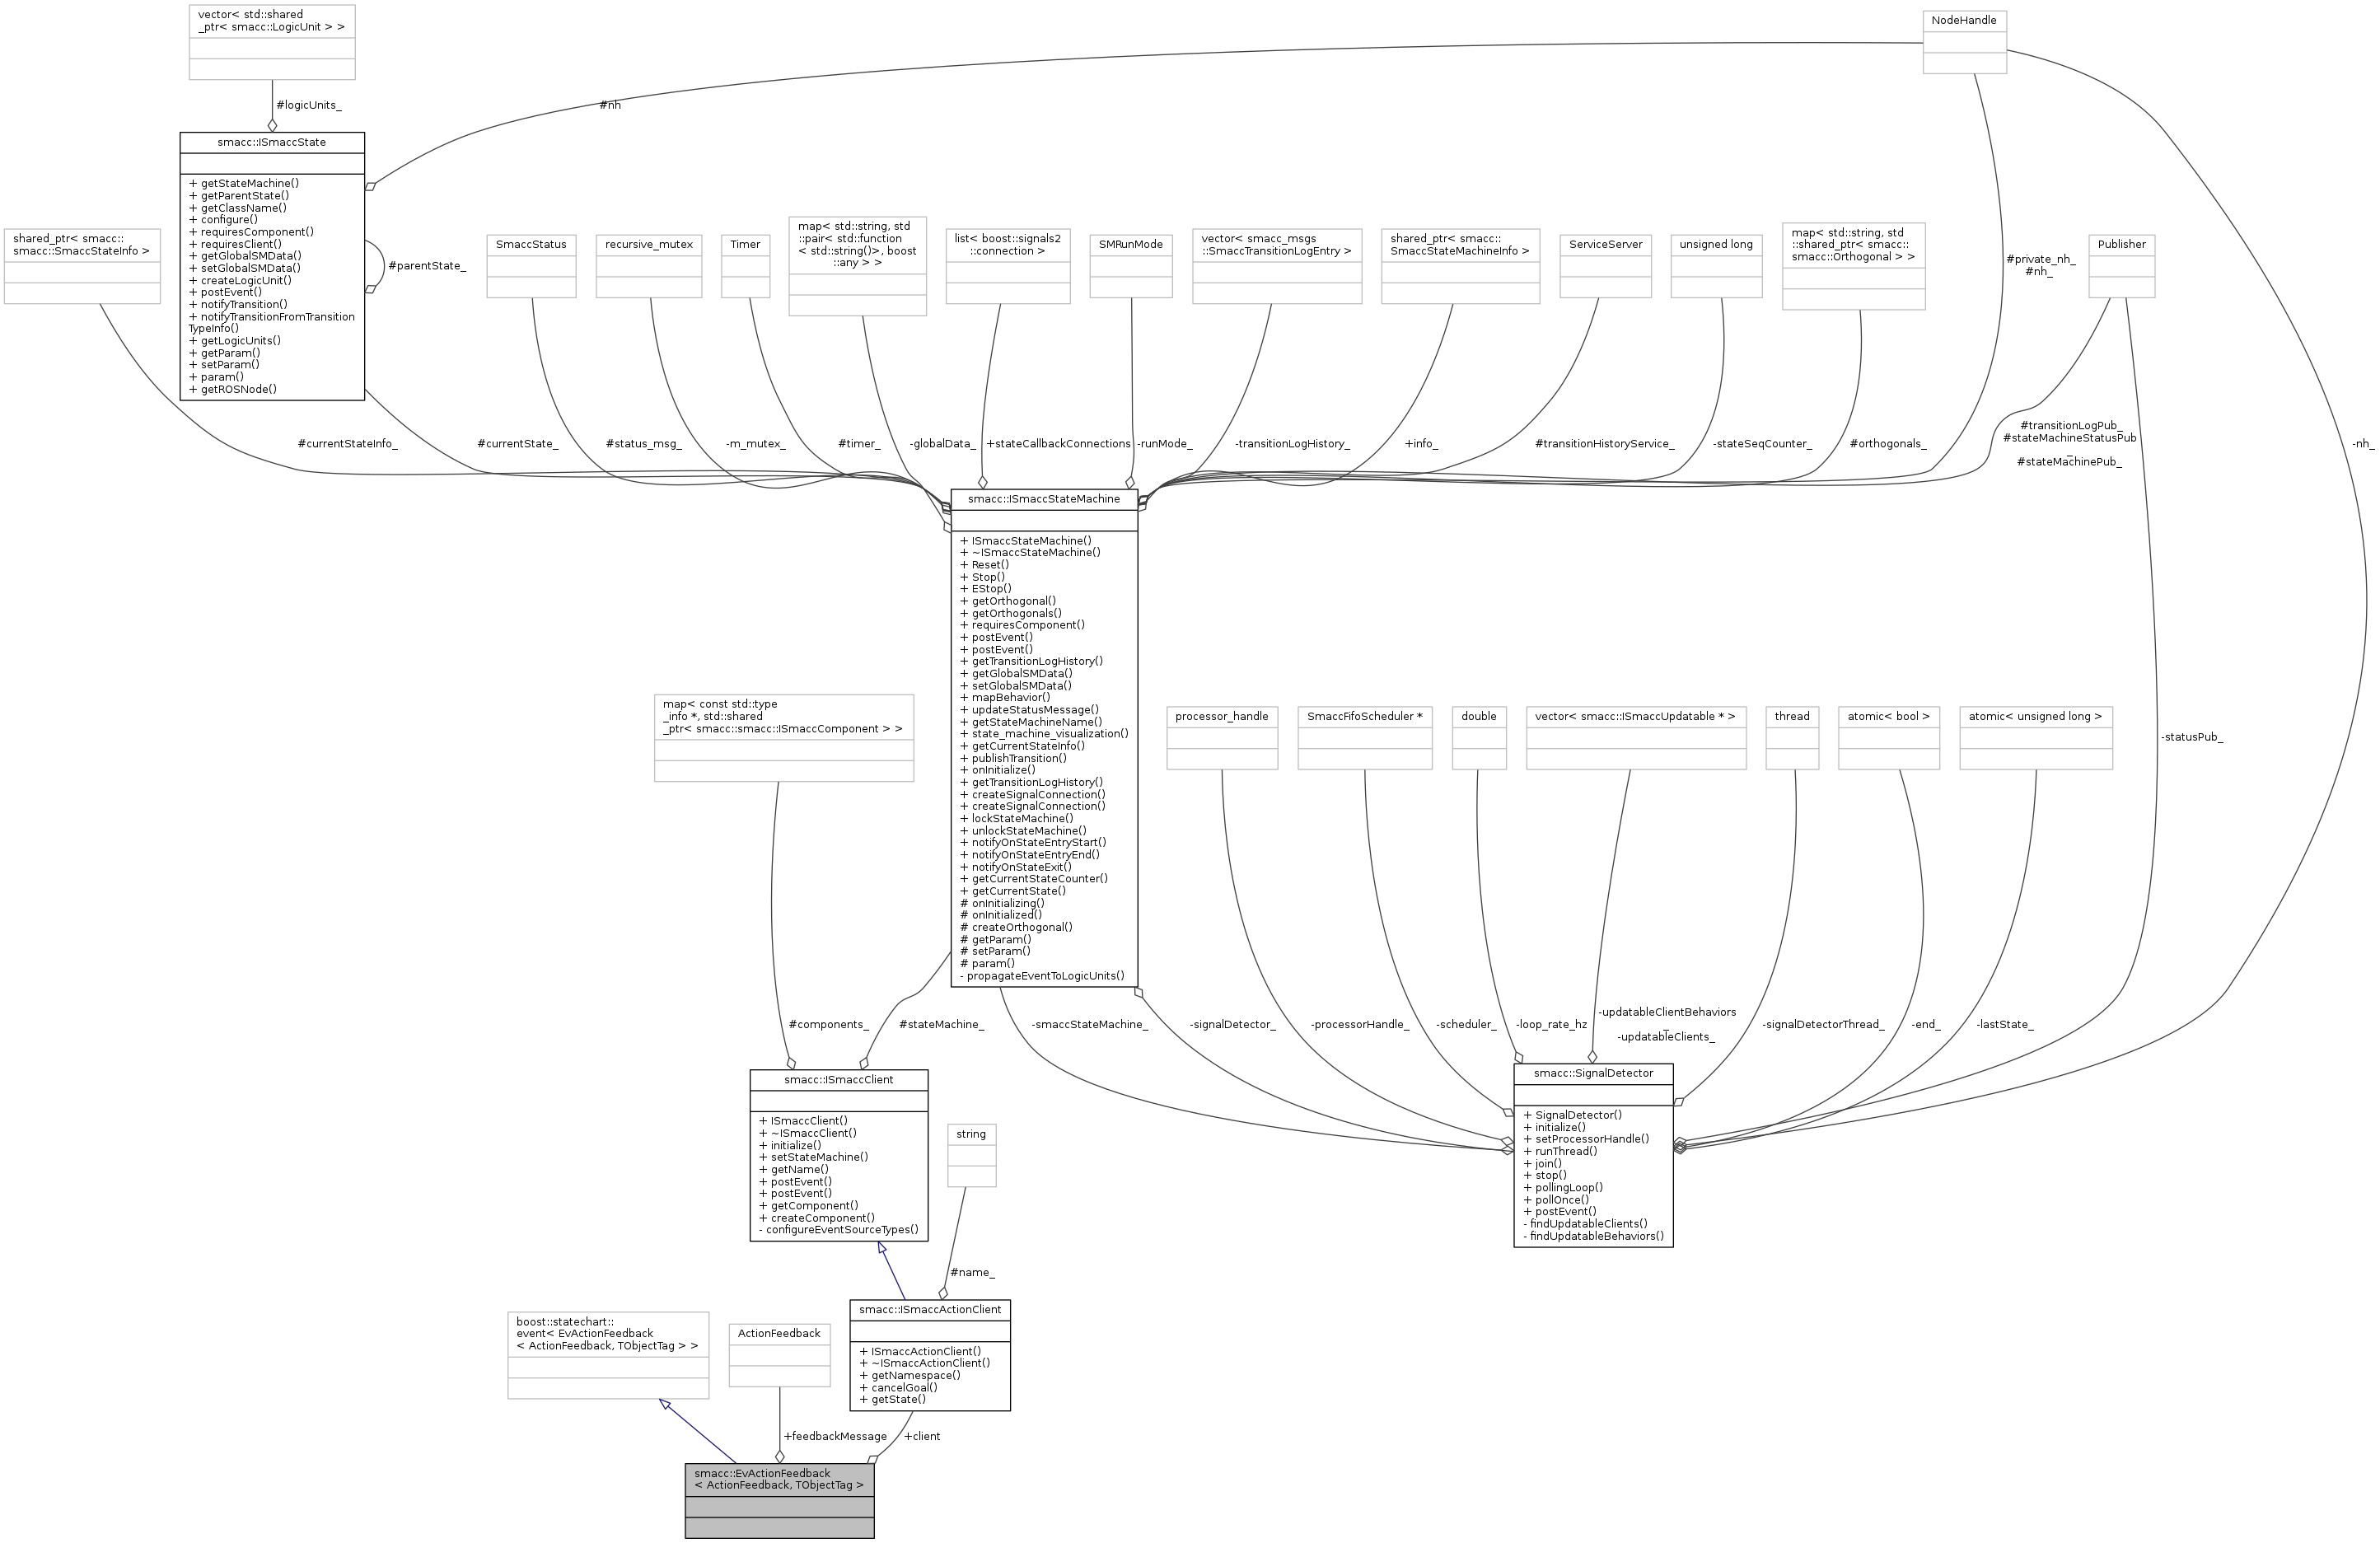 vector< std::shared
_ptr< smacc::LogicUnit > >
NodeHandle
#logicUnits_
#nh
smacc::ISmaccState
+ getStateMachine()
+ getParentState()
+ getClassName()
+ configure()
+ requiresComponent()
+ requiresClient()
+ getGlobalSMData()
+ setGlobalSMData()
+ createLogicUnit()
+ postEvent()
+ notifyTransition()
+ notifyTransitionFromTransition
TypeInfo()
+ getLogicUnits()
+ getParam()
+ setParam()
+ param()
+ getROSNode()
#parentState_
shared_ptr< smacc::
smacc::SmaccStateInfo >
SmaccStatus
recursive_mutex
Timer
map< std::string, std
::pair< std::function
< std::string()>, boost
::any > >
list< boost::signals2
::connection >
SMRunMode
vector< smacc_msgs
::SmaccTransitionLogEntry >
shared_ptr< smacc::
SmaccStateMachineInfo >
ServiceServer
unsigned long
map< std::string, std
::shared_ptr< smacc::
smacc::Orthogonal > >
#private_nh_
#nh_
Publisher
#currentStateInfo_
#currentState_
#status_msg_
-m_mutex_
#timer_
-globalData_
+stateCallbackConnections
-runMode_
-transitionLogHistory_
+info_
#transitionHistoryService_
-stateSeqCounter_
#orthogonals_
#transitionLogPub_
#stateMachineStatusPub
_
#stateMachinePub_
-nh_
smacc::ISmaccStateMachine
+ ISmaccStateMachine()
+ ~ISmaccStateMachine()
+ Reset()
+ Stop()
+ EStop()
+ getOrthogonal()
+ getOrthogonals()
+ requiresComponent()
+ postEvent()
+ postEvent()
+ getTransitionLogHistory()
+ getGlobalSMData()
+ setGlobalSMData()
+ mapBehavior()
+ updateStatusMessage()
+ getStateMachineName()
+ state_machine_visualization()
+ getCurrentStateInfo()
+ publishTransition()
+ onInitialize()
+ getTransitionLogHistory()
+ createSignalConnection()
+ createSignalConnection()
+ lockStateMachine()
+ unlockStateMachine()
+ notifyOnStateEntryStart()
+ notifyOnStateEntryEnd()
+ notifyOnStateExit()
+ getCurrentStateCounter()
+ getCurrentState()
# onInitializing()
# onInitialized()
# createOrthogonal()
# getParam()
# setParam()
# param()
- propagateEventToLogicUnits()
map< const std::type
_info *, std::shared
_ptr< smacc::smacc::ISmaccComponent > >
processor_handle
SmaccFifoScheduler *
double
vector< smacc::ISmaccUpdatable * >
thread
atomic< bool >
atomic< unsigned long >
-statusPub_
#components_
#stateMachine_
-smaccStateMachine_
-signalDetector_
-processorHandle_
-scheduler_
-loop_rate_hz
-updatableClientBehaviors
_
-updatableClients_
-signalDetectorThread_
-end_
-lastState_
smacc::ISmaccClient
+ ISmaccClient()
+ ~ISmaccClient()
+ initialize()
+ setStateMachine()
+ getName()
+ postEvent()
+ postEvent()
+ getComponent()
+ createComponent()
- configureEventSourceTypes()
string
smacc::SignalDetector
+ SignalDetector()
+ initialize()
+ setProcessorHandle()
+ runThread()
+ join()
+ stop()
+ pollingLoop()
+ pollOnce()
+ postEvent()
- findUpdatableClients()
- findUpdatableBehaviors()
#name_
boost::statechart::
event< EvActionFeedback
< ActionFeedback, TObjectTag > >
ActionFeedback
smacc::ISmaccActionClient
+ ISmaccActionClient()
+ ~ISmaccActionClient()
+ getNamespace()
+ cancelGoal()
+ getState()
+feedbackMessage
+client
smacc::EvActionFeedback
< ActionFeedback, TObjectTag >